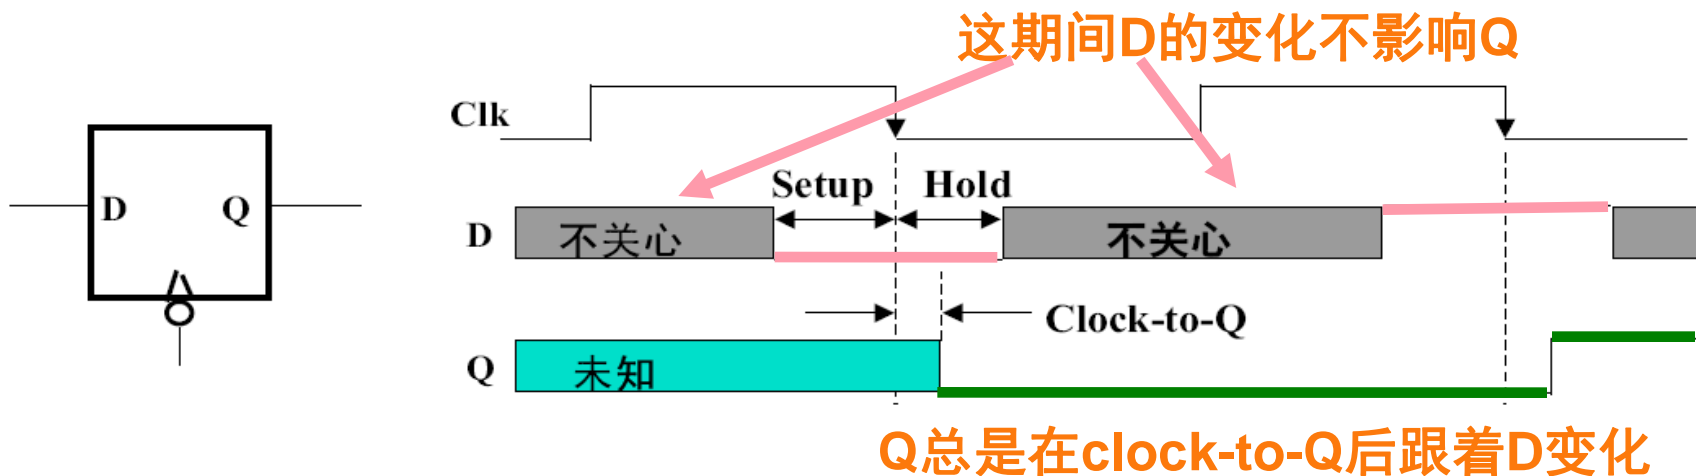 这期间D的变化不影响Q
Clk
Setup Hold
D Q
D 不关心 不关心
Clock-to-Q
Q 未知
Q总是在clock-to-Q后跟着D变化